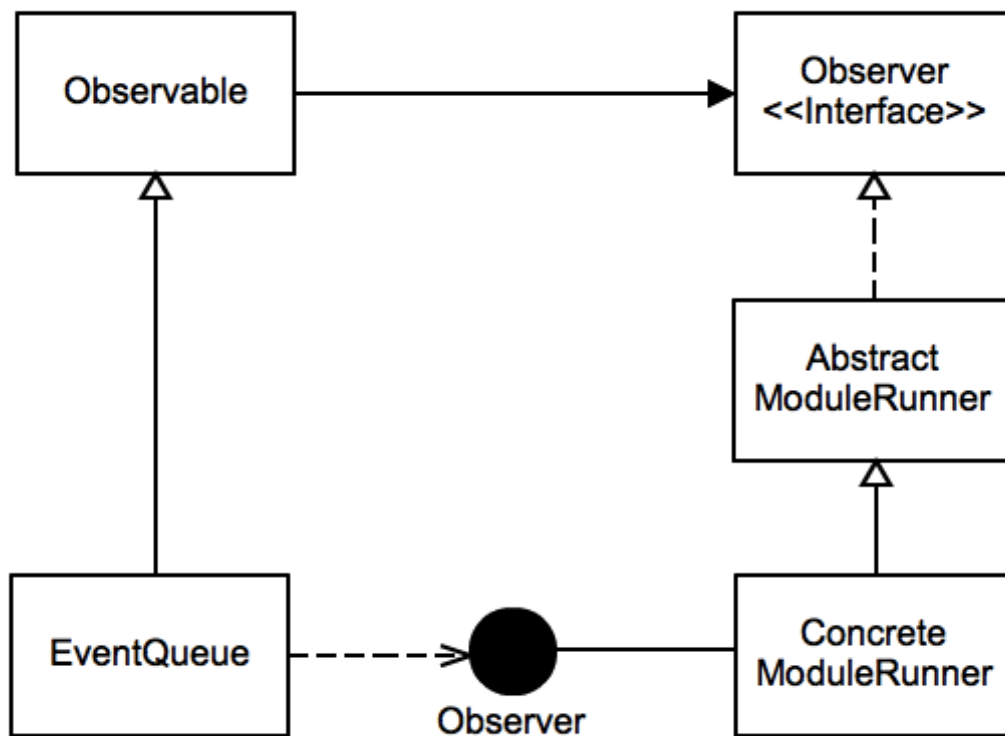 Observable
Observer
<<Interface>>
Abstract
ModuleRunner
EventQueue
Observer
Concrete
ModuleRunner